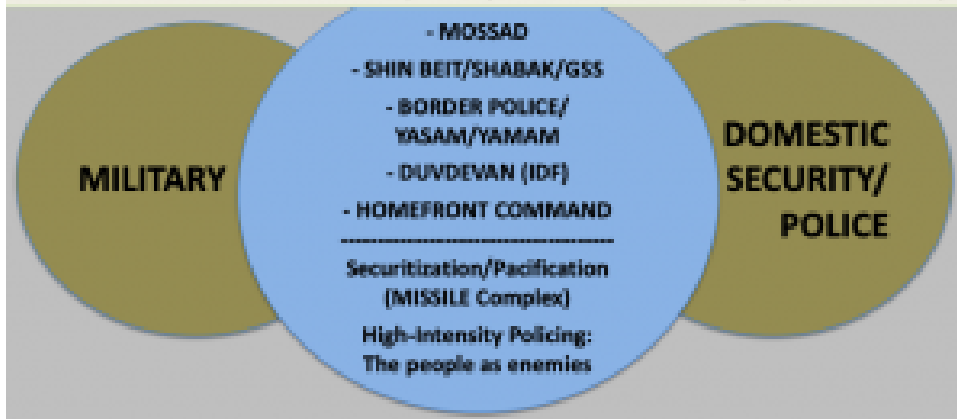 - MOSSAD
- SHIN BEIT/SHABAK/GSS
- BORDER POLICE/
YASAM/YAMAM
- DUVDEVAN (IDF)
- HOMEFRONT COMMAND
--------------------------------------
Securitization/Pacification
(MISSILE Complex)
High-Intensity Policing:
The people as enemies
MILITARY
DOMESTIC
SECURITY/
POLICE